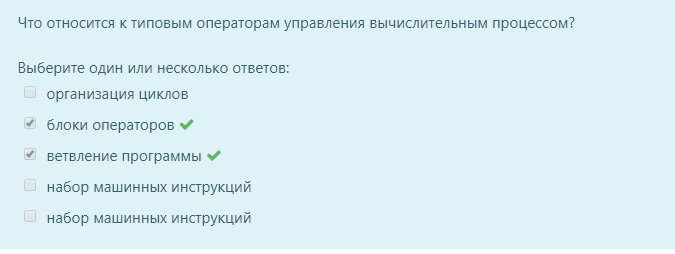 Что относится к типовым операторам управления вычислительным процессом?
Выберите один или несколько ответов:
организация циклов
блоки операторов
ветвление программы
набор машинных инструкций
набор машинных инструкций